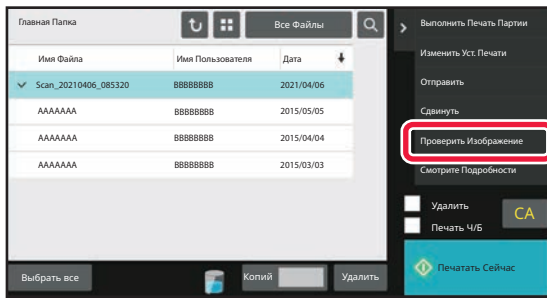 Главная Папка
Все Файлы
Имя Файла Имя Пользователя Дата
Scan_20210406_085320 BBBBBBBB 2021/04/06
AAAAAAA BBBBBBBB 2015/05/05
AAAAAAA BBBBBBBB 2015/04/04
AAAAAAA BBBBBBBB 2015/03/03
Выбрать все
Копий
Удалить
Выполнить Печать Партии
Изменить Уст. Печати
Отправить
Сдвинуть
Проверить Изображение
Смотрите Подробности
Удалить
Печать Ч/Б
CA
Печатать Сейчас